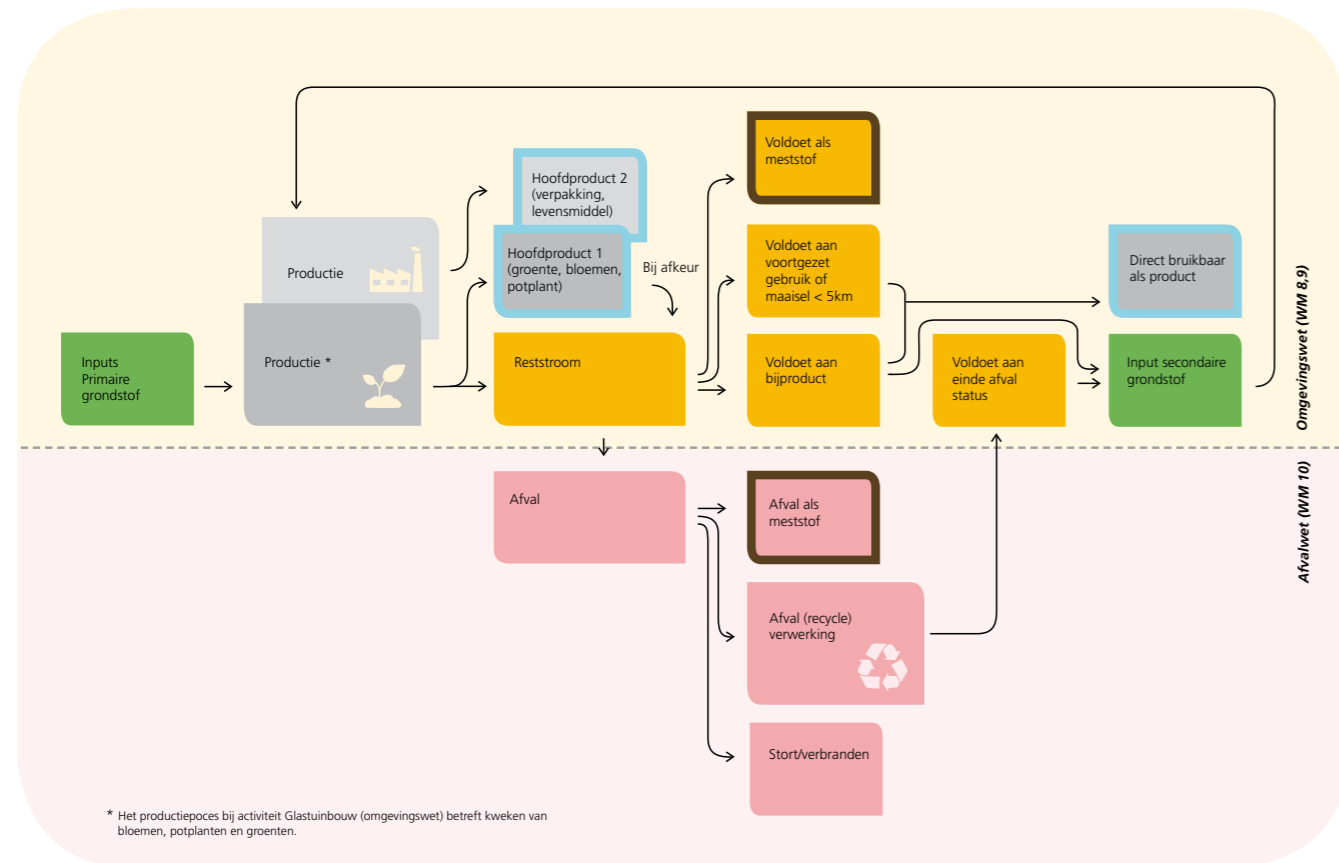 Voldoet als
meststof
Hoofdproduct 2
(verpakking,
levensmiddel)
Productie
Hoofdproduct 1
(groente, bloemen,
potplant)
Bij afkeur
Voldoet aan
voortgezet
gebruik of
maaisel < 5km
Direct bruikbaar
als product
Inputs
Primaire
grondstof
Productie *
Reststroom
Voldoet aan
bijproduct
Voldoet aan
einde afval
status
Input secondaire
grondstof
Omgevingswet (WM 8,9)
Afvalwet (WM 10)
Afval
Afval als
meststof
Afval (recycle)
verwerking
Stort/verbranden
* Het productiepoces bij activiteit Glastuinbouw (omgevingswet) betreft kweken van
bloemen, potplanten en groenten.